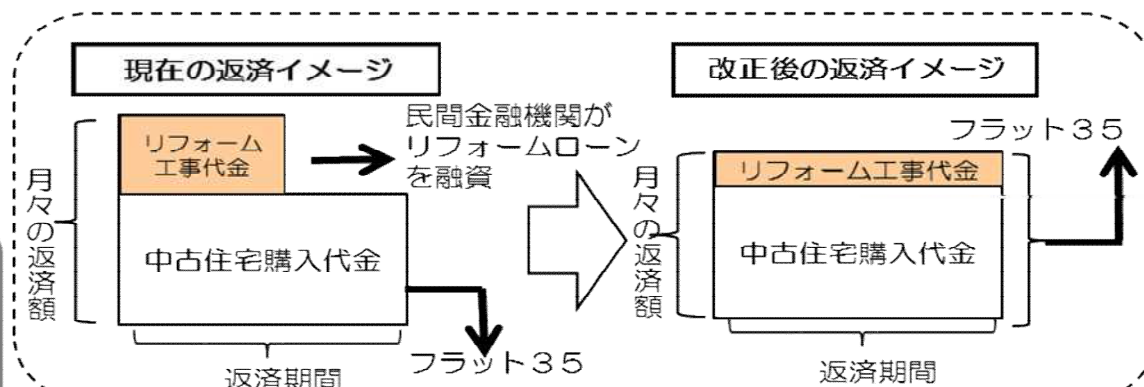 現在の返済イメージ
月々の返済額
リフォーム
工事代金
民間金融機関が
リフォームローン
を融資
中古住宅購入代金
フラット３５
返済期間
改正後の返済イメージ
フラット３５
月々の返済額
リフォーム工事代金
中古住宅購入代金
返済期間